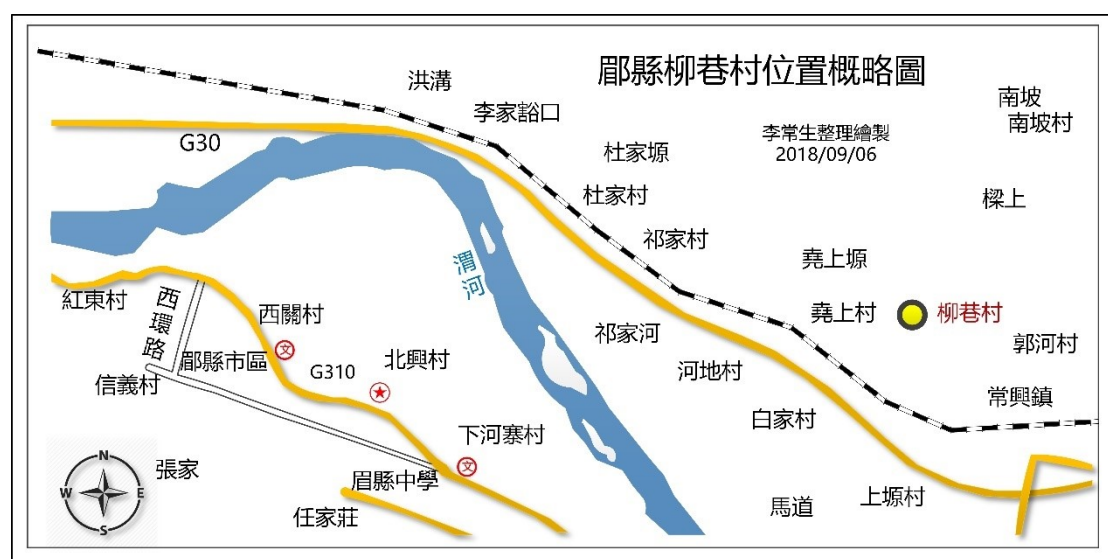 郿縣柳巷村位置概略圖
李常生整理繪製
2018/09/06
洪溝
李家豁口
G30
杜家塬
杜家村
祁家村
南坡
南坡村
樑上
堯上塬
堯上村
柳巷村
郭河村
常興鎮
渭河
祁家河
河地村
白家村
馬道
上塬村
紅東村
西環路
西關村
文
郿縣市區
G310
北興村
信義村
下河寨村
文
眉縣中學
張家
任家莊
N
W
E
S